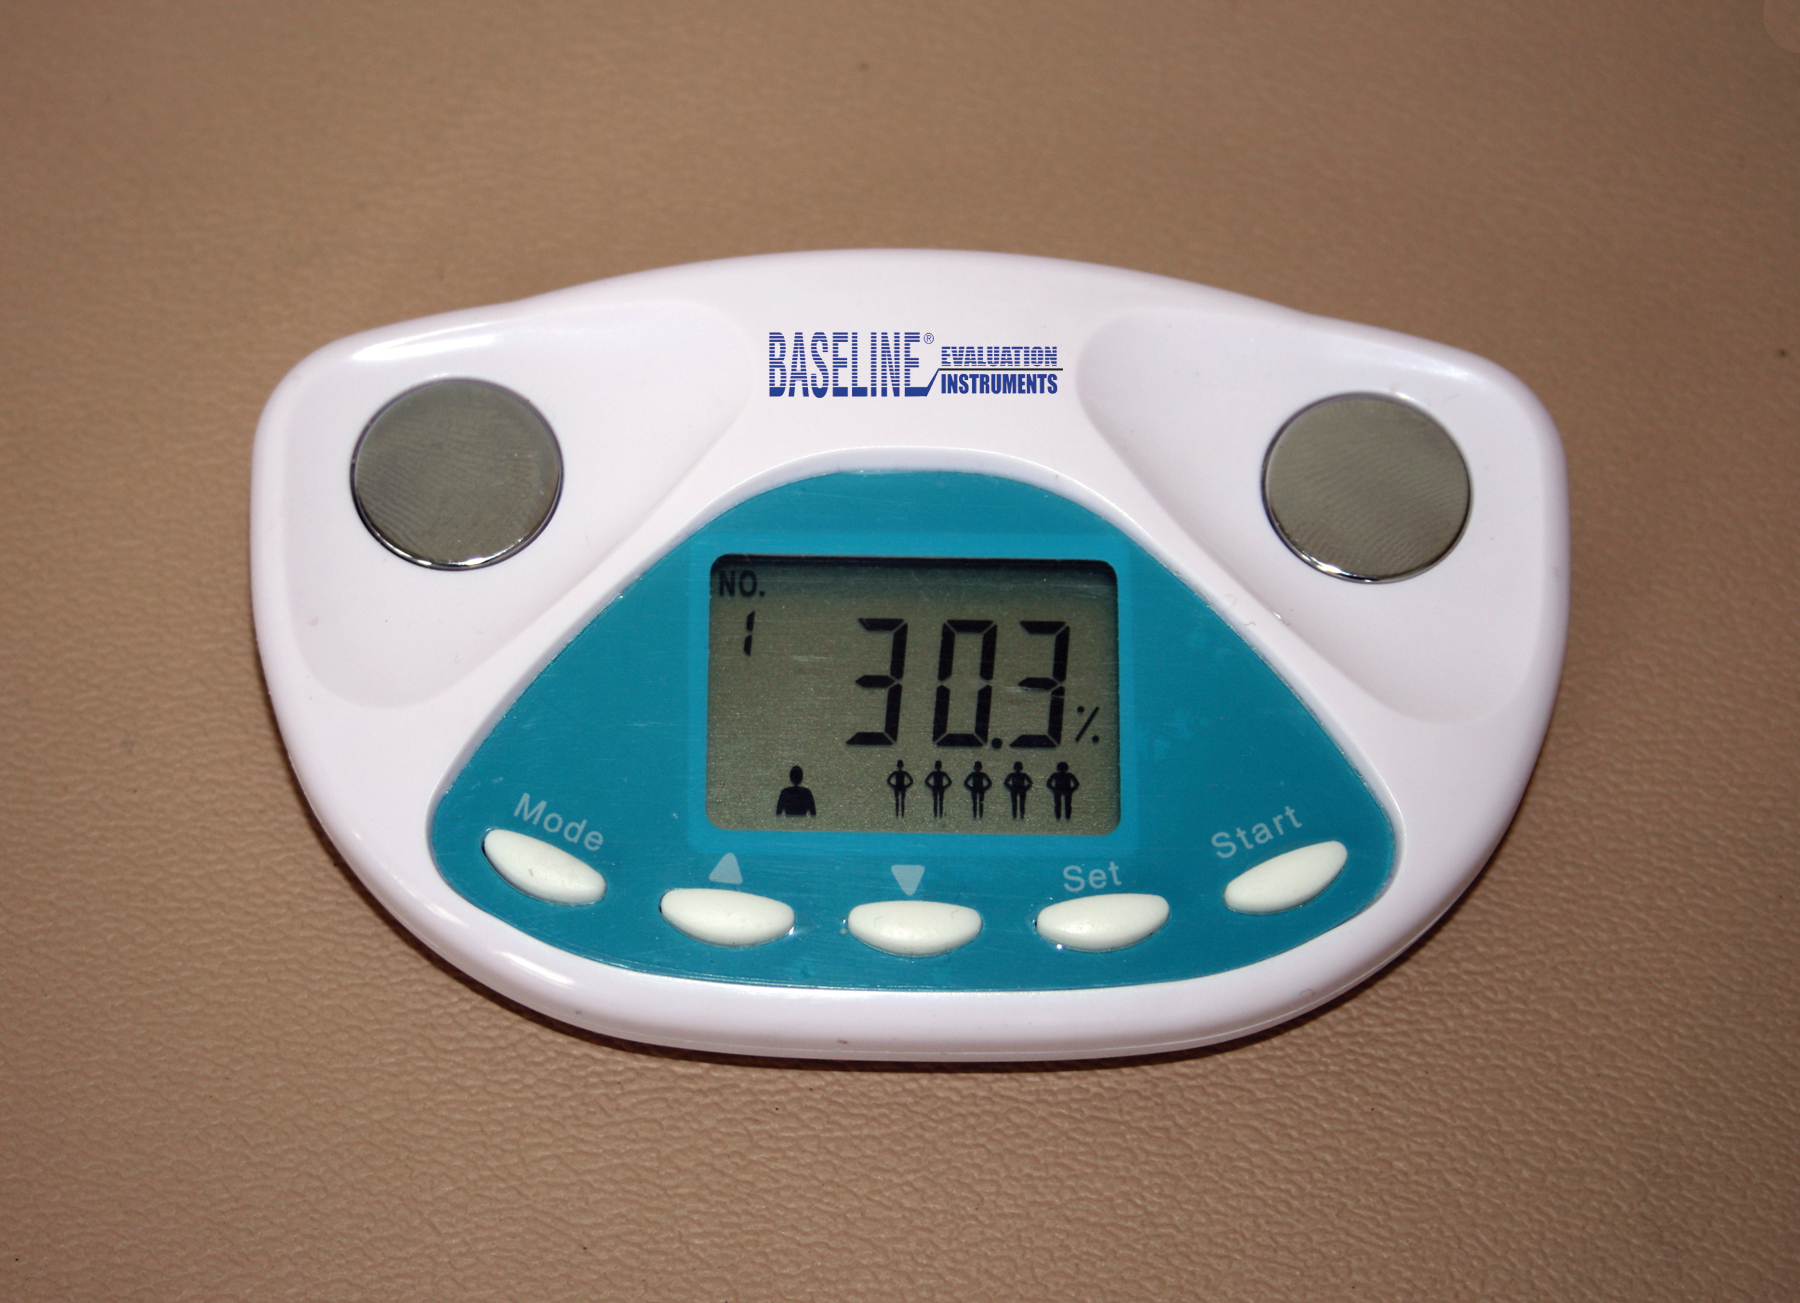 BASELINE® EVALUATION
INSTRUMENTS
NO.
1
30.3%
Mode
Set
Start